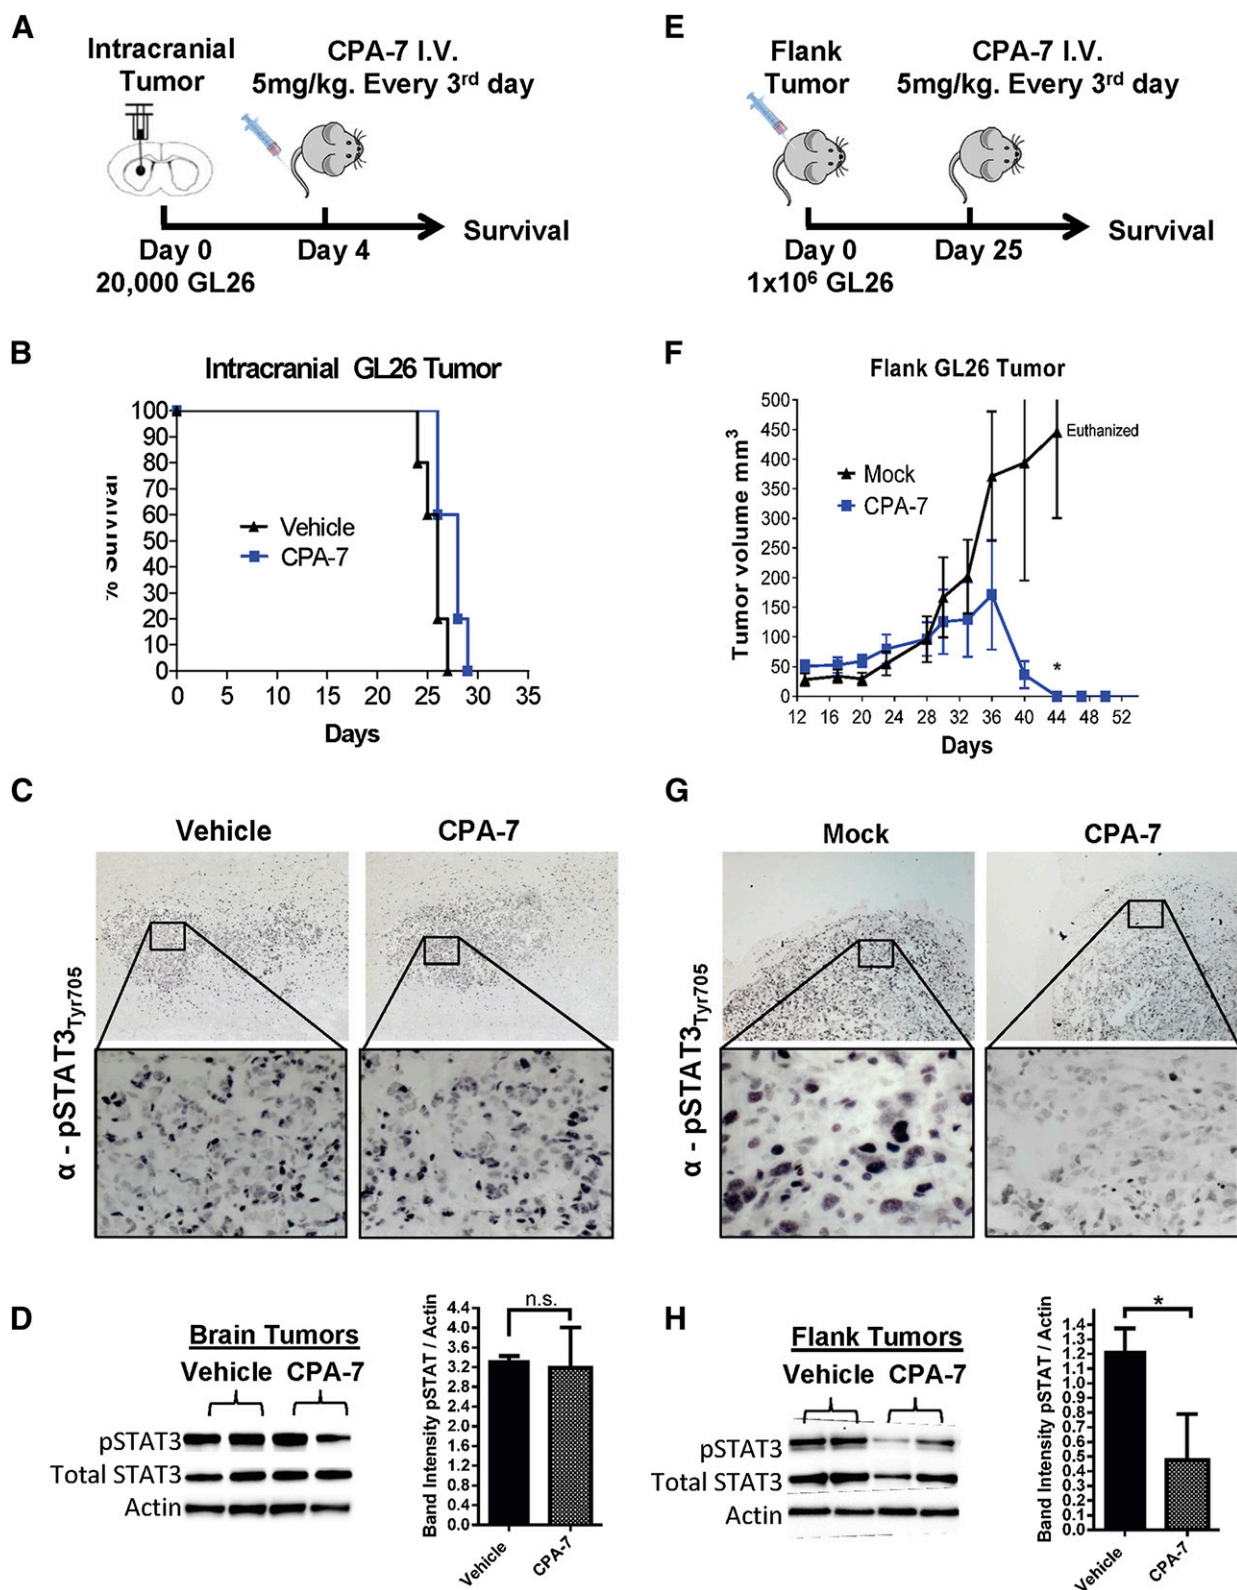 A
Intracranial
Tumor
CPA-7 I.V.
5mg/kg. Every 3rd day
Day 0
20,000 GL26
Day 4
Survival
B
Intracranial GL26 Tumor
% Survival
100
90
80
70
60
50
40
30
20
10
0
Vehicle
CPA-7
0 5 10 15 20 25 30 35
Days
C
Vehicle CPA-7
α - pSTAT3Tyr705
D
Brain Tumors
Vehicle CPA-7
pSTAT3
Total STAT3
Actin
Band Intensity pSTAT / Actin
4.4
4.0
3.6
3.2
2.8
2.4
2.0
1.6
1.2
0.8
0.4
0.0
n.s.
Vehicle
CPA-7
E
Flank
Tumor
CPA-7 I.V.
5mg/kg. Every 3rd day
Day 0
1x10⁶ GL26
Day 25
Survival
F
Flank GL26 Tumor
Tumor volume mm³
500
450
400
350
300
250
200
150
100
50
0
Mock
CPA-7
Euthanized
*
12 16 20 24 28 32 36 40 44 48 52
Days
G
Mock CPA-7
α - pSTAT3Tyr705
H
Flank Tumors
Vehicle CPA-7
pSTAT3
Total STAT3
Actin
Band Intensity pSTAT / Actin
1.4
1.3
1.2
1.1
1.0
0.8
0.7
0.6
0.5
0.4
0.3
0.2
0.1
0.0
*
Vehicle
CPA-7